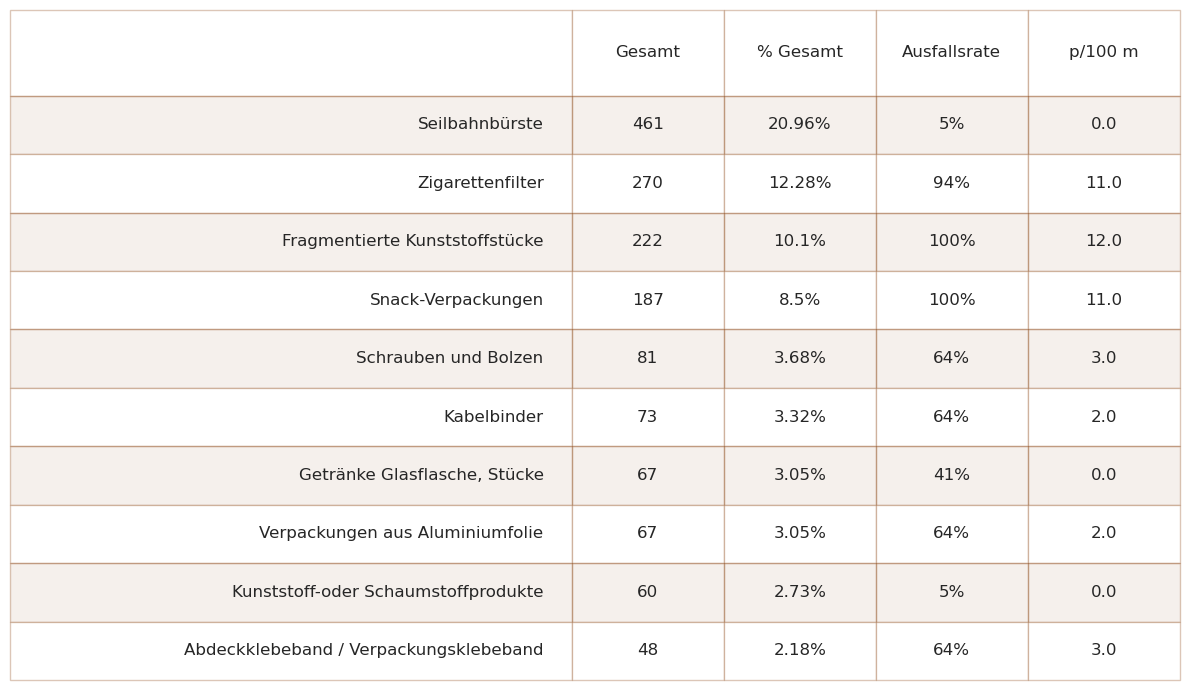 Gesamt % Gesamt Ausfallsrate p/100 m
Seilbahnbürste 461 20.96% 5% 0.0
Zigarettenfilter 270 12.28% 94% 11.0
Fragmentierte Kunststoffstücke 222 10.1% 100% 12.0
Snack-Verpackungen 187 8.5% 100% 11.0
Schrauben und Bolzen 81 3.68% 64% 3.0
Kabelbinder 73 3.32% 64% 2.0
Getränke Glasflasche, Stücke 67 3.05% 41% 0.0
Verpackungen aus Aluminiumfolie 67 3.05% 64% 2.0
Kunststoff-oder Schaumstoffprodukte 60 2.73% 5% 0.0
Abdeckklebeband / Verpackungsklebeband 48 2.18% 64% 3.0